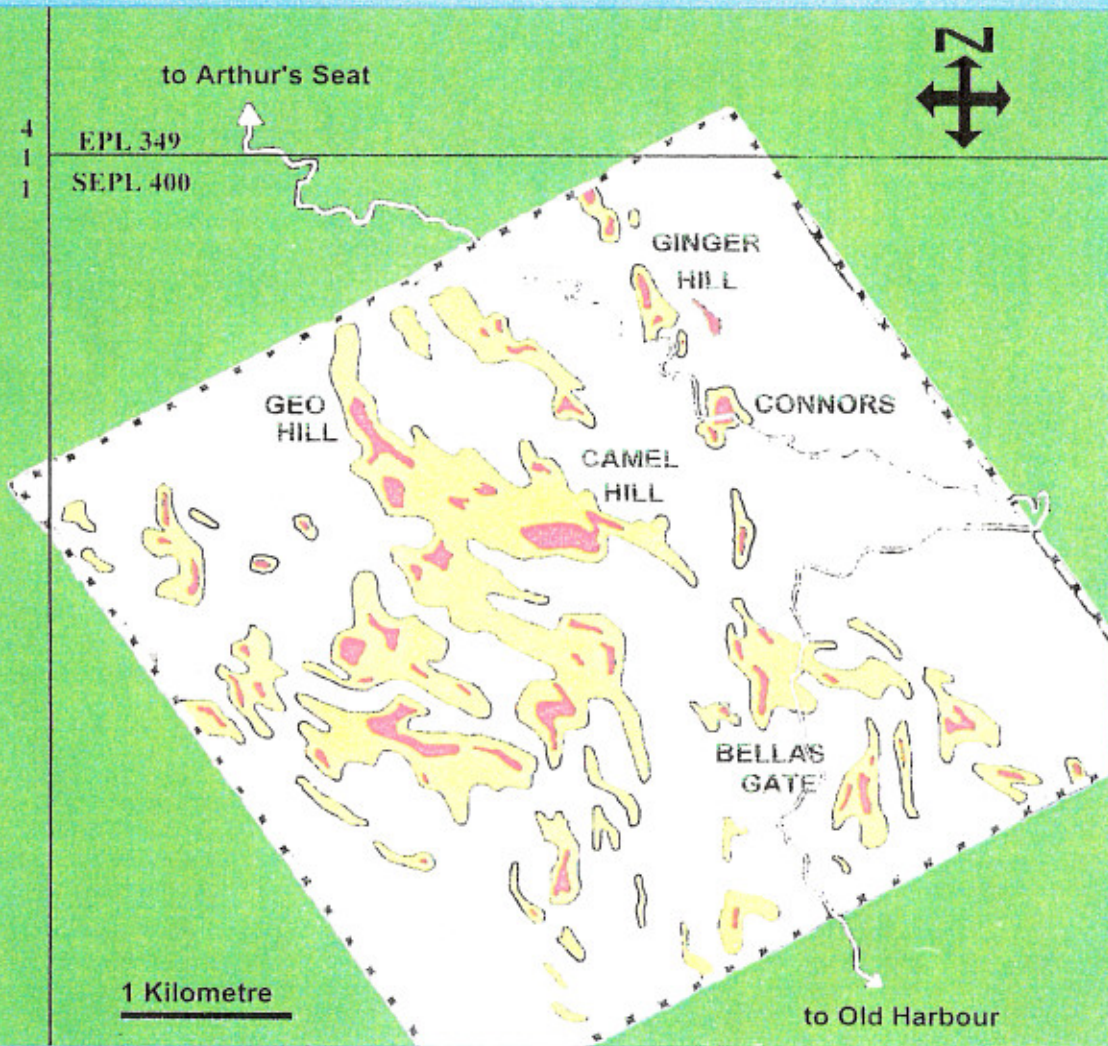 N
to Arthur's Seat
4
1
1
EPL 349
SEPL 400
GINGER
HILL
GEO
HILL
CONNORS
CAMEL
HILL
BELLAS
GATE'
1 Kilometre
to Old Harbour